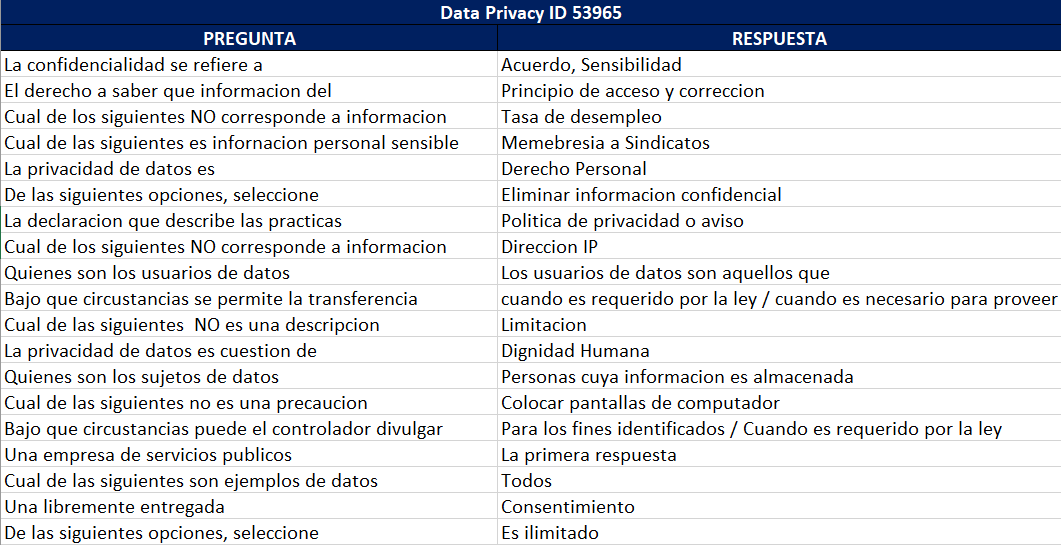 Data Privacy ID 53965
PREGUNTA RESPUESTA
La confidencialidad se refiere a Acuerdo, Sensibilidad
El derecho a saber que informacion del Principio de acceso y correccion
Cual de los siguientes NO corresponde a informacion Tasa de desempleo
Cual de las siguientes es infornacion personal sensible Memebresia a Sindicatos
La privacidad de datos es Derecho Personal
De las siguientes opciones, seleccione Eliminar informacion confidencial
La declaracion que describe las practicas Politica de privacidad o aviso
Cual de los siguientes NO corresponde a informacion Direccion IP
Quienes son los usuarios de datos Los usuarios de datos son aquellos que
Bajo que circustancias se permite la transferencia cuando es requerido por la ley / cuando es necesario para proveer
Cual de las siguientes NO es una descripcion Limitacion
La privacidad de datos es cuestion de Dignidad Humana
Quienes son los sujetos de datos Personas cuya informacion es almacenada
Cual de las siguientes no es una precaucion Colocar pantallas de computador
Bajo que circustancias puede el controlador divulgar Para los fines identificados / Cuando es requerido por la ley
Una empresa de servicios publicos La primera respuesta
Cual de las siguientes son ejemplos de datos Todos
Una libremente entregada Consentimiento
De las siguientes opciones, seleccione Es ilimitado